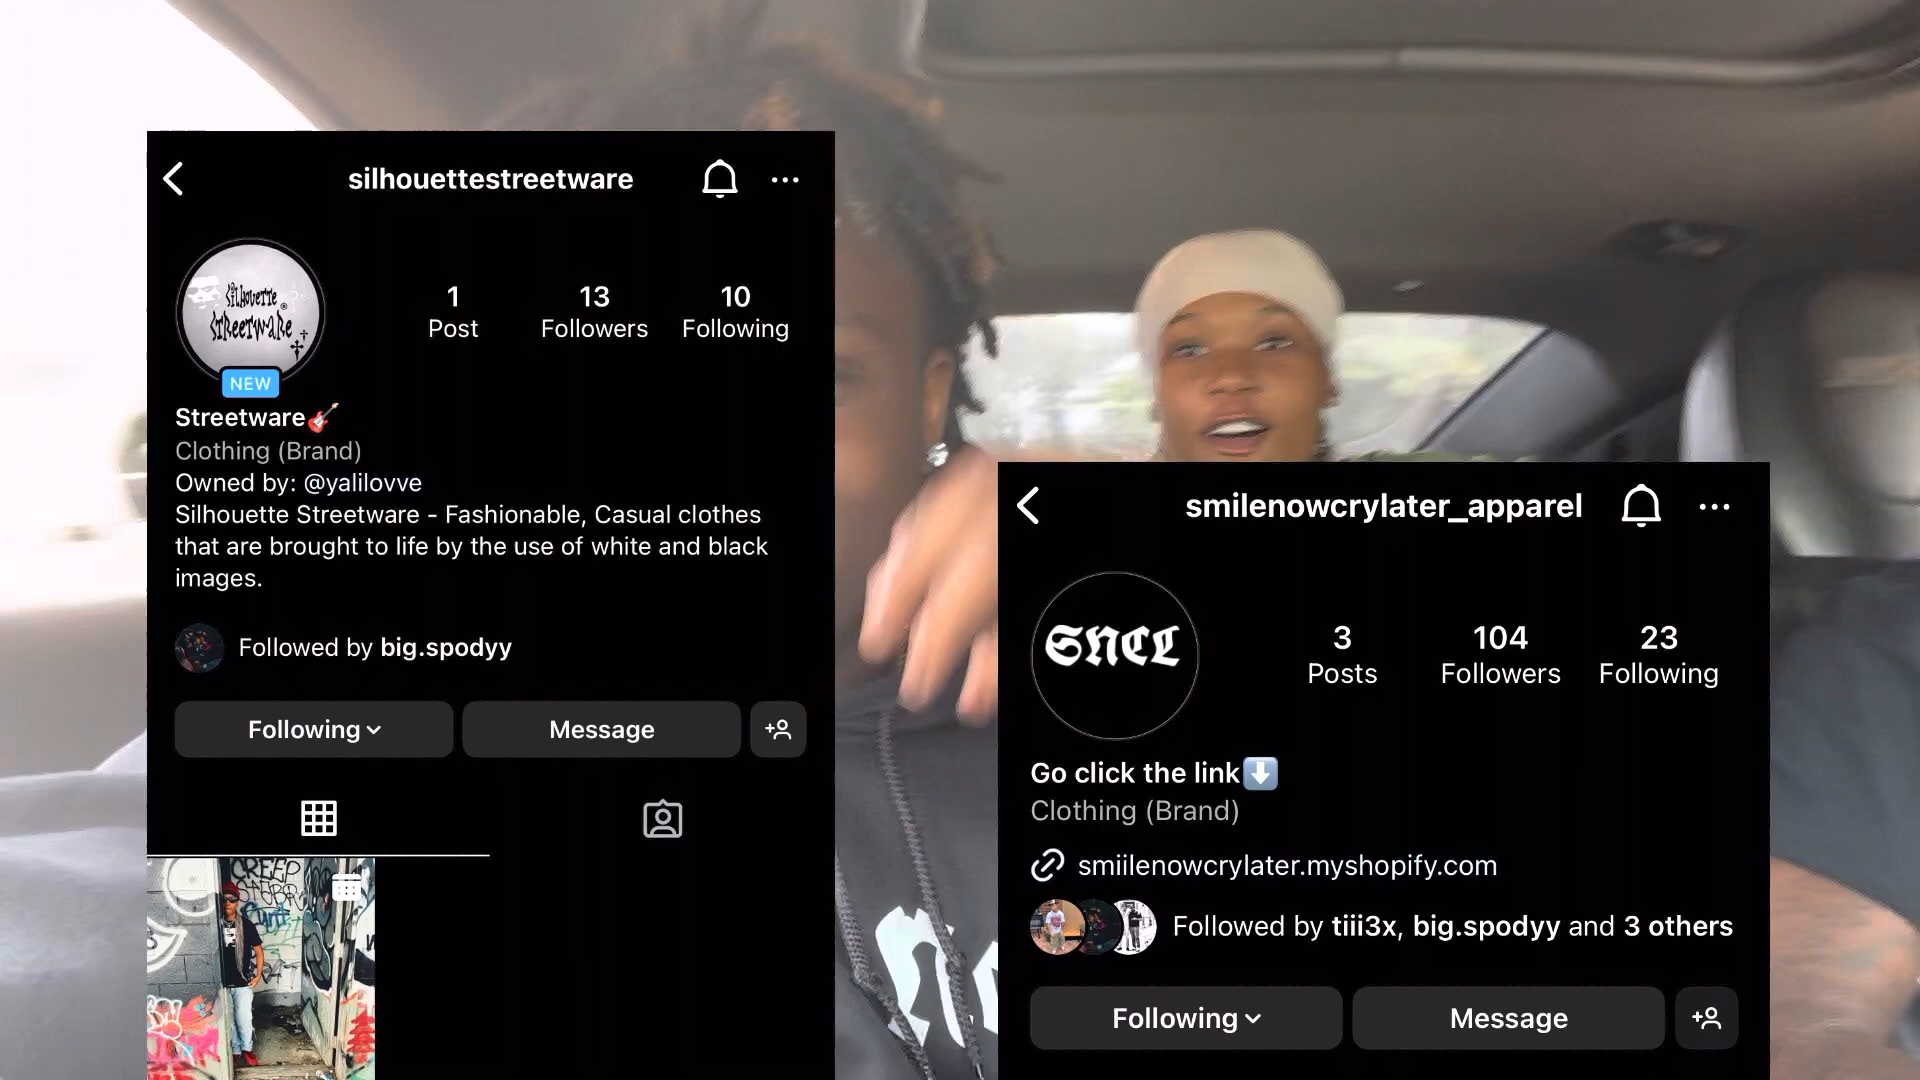 silhouettestreetware
Silhouette
StreetwaRe
NEW
1
Post
13
Followers
10
Following
Streetware🎸
Clothing (Brand)
Owned by: @yalilovve
Silhouette Streetware - Fashionable, Casual clothes
that are brought to life by the use of white and black
images.
Followed by big.spodyy
Following
Message
CREEP
smilenowcrylater_apparel
SNCL
3
Posts
104
Followers
23
Following
Go click the link⬇️
Clothing (Brand)
smiilenowcrylater.myshopify.com
Followed by tiii3x, big.spodyy and 3 others
Following
Message